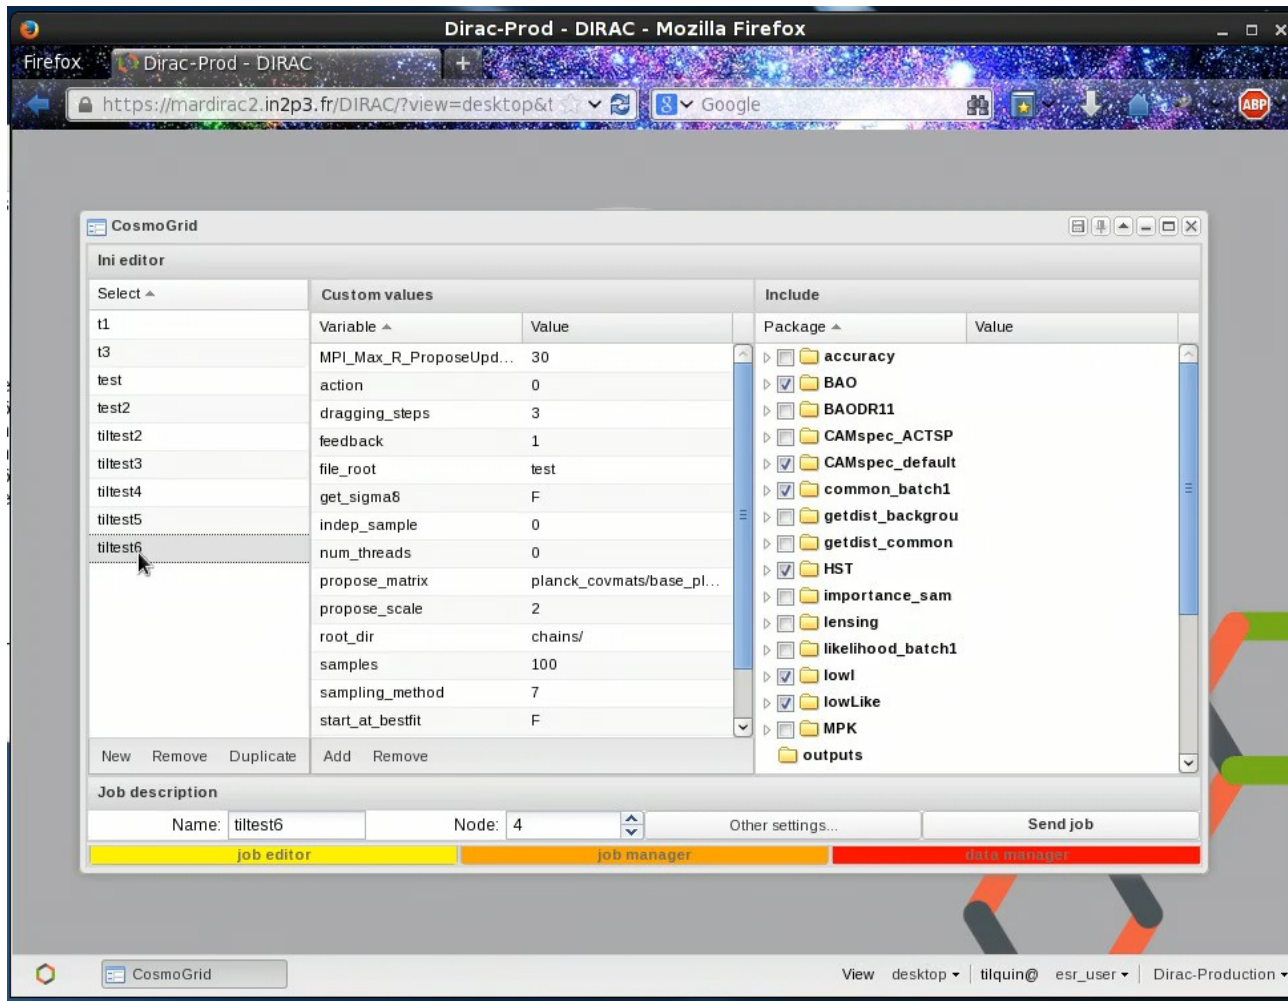 Dirac-Prod - DIRAC - Mozilla Firefox
Firefox Dirac-Prod - DIRAC
https://mardirac2.in2p3.fr/DIRAC/?view=desktop&t Google ABP
CosmoGrid
Ini editor
Select Custom values Include
Variable Value Package Value
t1
t3
test
test2
tiltest2
tiltest3
tiltest4
tiltest5
tiltest6
MPI_Max_R_ProposeUpd... 30
action 0
dragging_steps 3
feedback 1
file_root test
get_sigma8 F
indep_sample 0
num_threads 0
propose_matrix planck_covmats/base_pl...
propose_scale 2
root_dir chains/
samples 100
sampling_method 7
start_at_bestfit F
accuracy
BAO
BAODR11
CAMspec_ACTSP
CAMspec_default
common_batch1
getdist_backgrou
getdist_common
HST
importance_sam
lensing
likelihood_batch1
lowl
lowLike
MPK
outputs
New Remove Duplicate Add Remove
Job description
Name: tiltest6 Node: 4 Other settings... Send job
job editor job manager data manager
CosmoGrid View desktop tilquin@ esr_user Dirac-Production